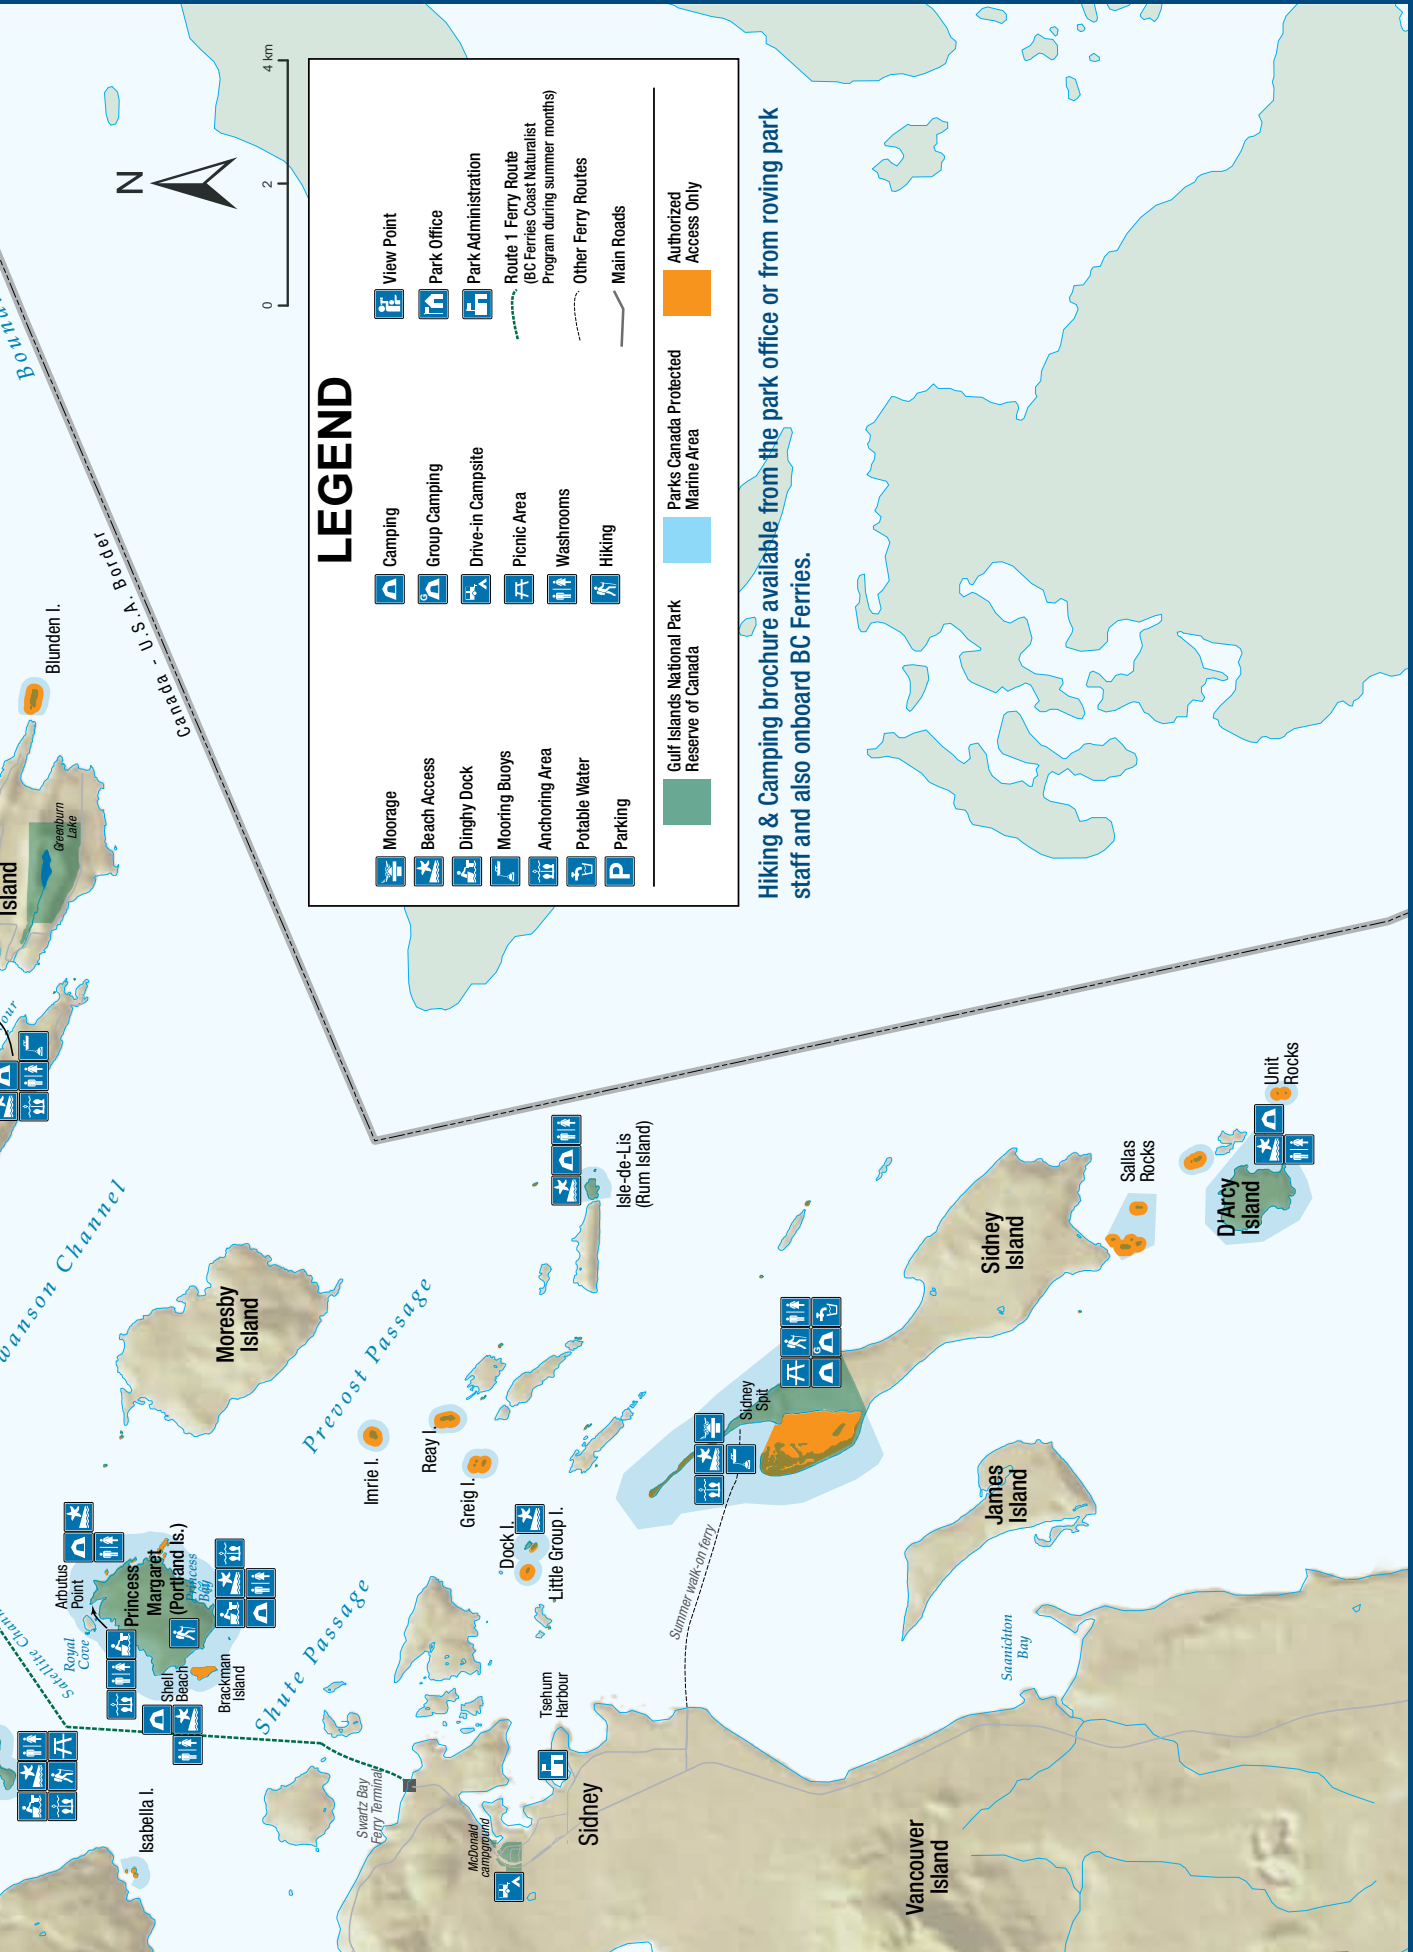 N
0 2 4 km
LEGEND
Moorage
Beach Access
Dinghy Dock
Mooring Buoys
Anchoring Area
Potable Water
P
Parking
Camping
G
Group Camping
Drive-in Campsite
Picnic Area
Washrooms
Hiking
View Point
Park Office
Park Administration
Route 1 Ferry Route
(BC Ferries Coast Naturalist
Program during summer months)
Other Ferry Routes
Main Roads
Gulf Islands National Park
Reserve of Canada
Parks Canada Protected
Marine Area
Authorized
Access Only
Hiking & Camping brochure available from the park office or from roving park
staff and also onboard BC Ferries.
Canada - U.S.A. Border
Blunden I.
Island
Greenburn
Lake
our
wanson Channel
Moresby
Island
Prevost Passage
Imrie I.
Reay I.
Greig I.
Dock I.
Little Group I.
Isle-de-Lis
(Rum Island)
Arbutus
Point
Princess
Margaret
(Portland Is.)
Princess
Bay
Royal
Cove
Shell
Beach
Brackman
Island
Shute Passage
Isabella I.
Swartz Bay
Ferry Terminal
McDonald
campground
Tsehum
Harbour
Sidney
Summer walk-on ferry
Sidney
Spit
G
Sidney
Island
James
Island
Sallas
Rocks
Unit
Rocks
D'Arcy
Island
Saanichton
Bay
Vancouver
Island